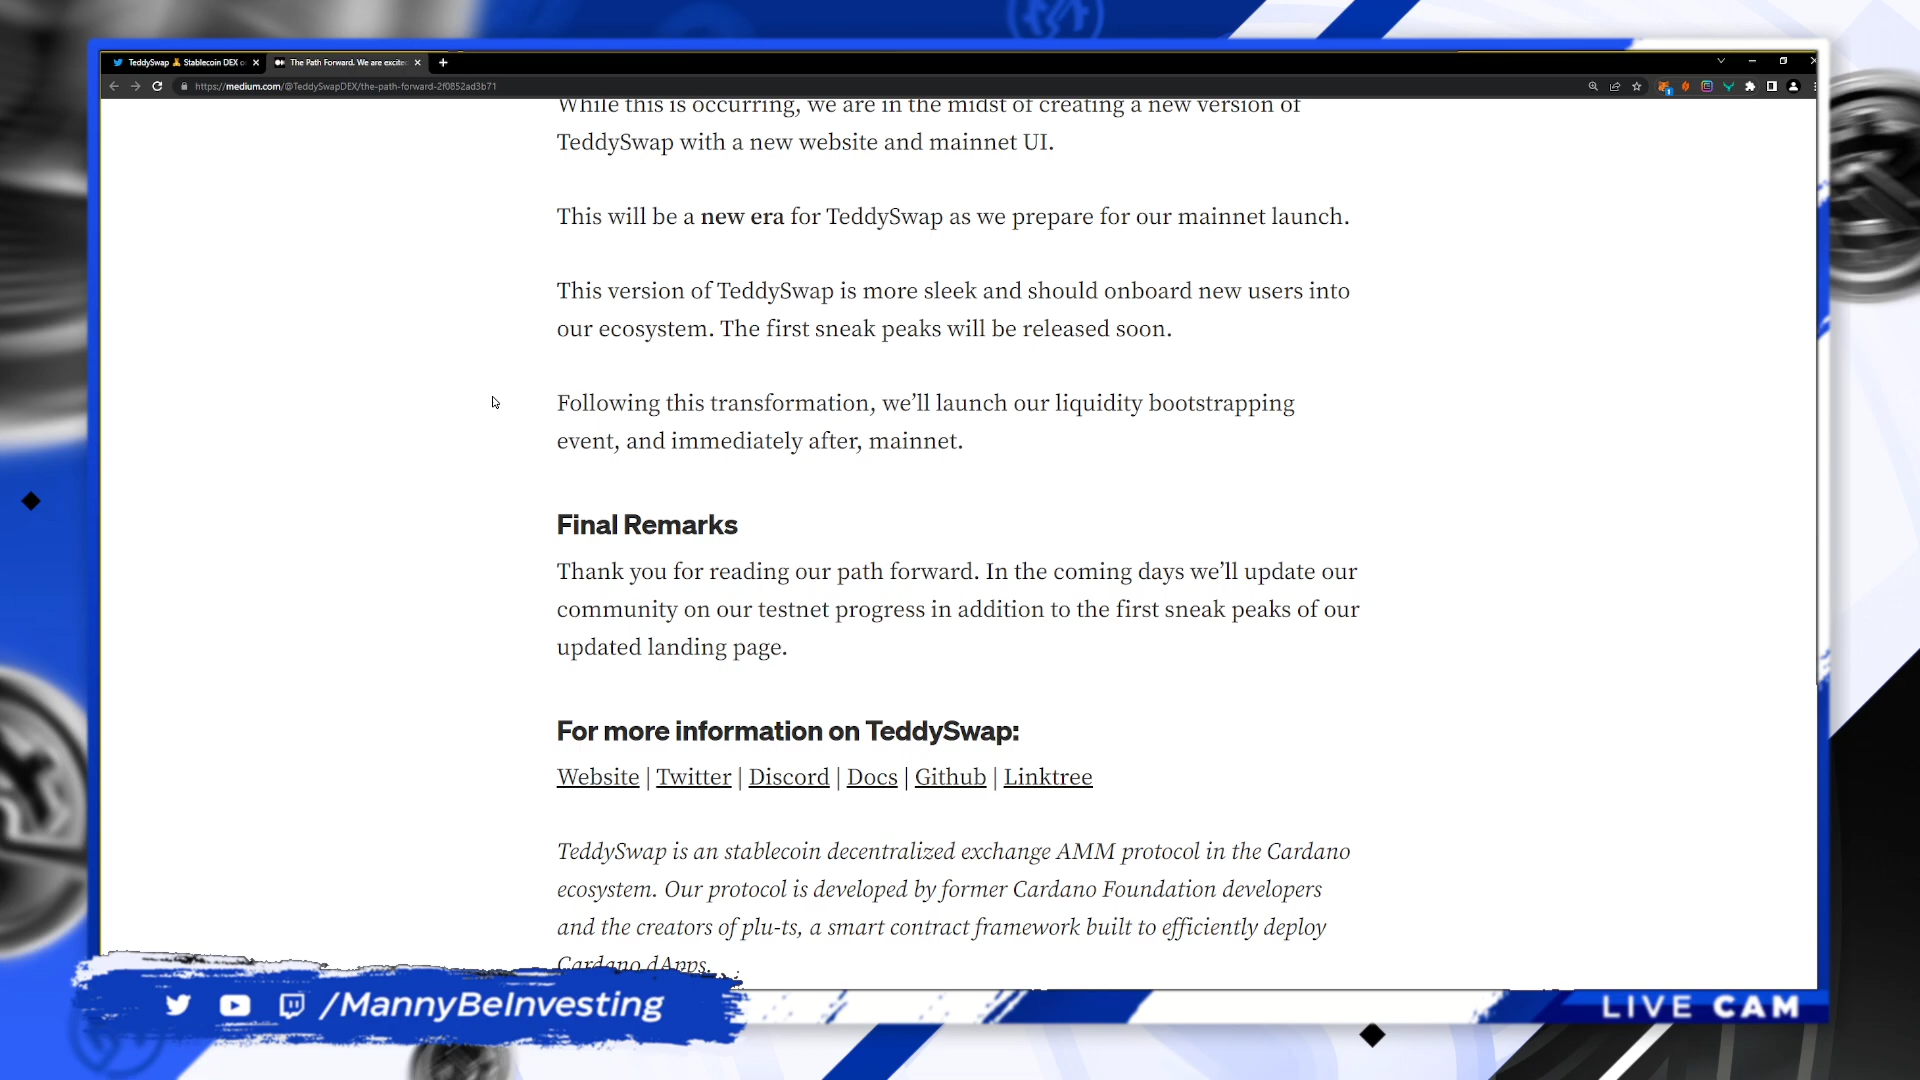 TeddySwap 🧸 Stablecoin DEX o
The Path Forward. We are excite
https://medium.com/@TeddySwapDEX/the-path-forward-2f0852ad3b71
While this is occurring, we are in the midst of creating a new version of
TeddySwap with a new website and mainnet UI.
This will be a new era for TeddySwap as we prepare for our mainnet launch.
This version of TeddySwap is more sleek and should onboard new users into
our ecosystem. The first sneak peaks will be released soon.
Following this transformation, we’ll launch our liquidity bootstrapping
event, and immediately after, mainnet.
Final Remarks
Thank you for reading our path forward. In the coming days we’ll update our
community on our testnet progress in addition to the first sneak peaks of our
updated landing page.
For more information on TeddySwap:
Website | Twitter | Discord | Docs | Github | Linktree
TeddySwap is an stablecoin decentralized exchange AMM protocol in the Cardano
ecosystem. Our protocol is developed by former Cardano Foundation developers
and the creators of plu-ts, a smart contract framework built to efficiently deploy
Cardano dApps.
/MannyBeInvesting
LIVE CAM